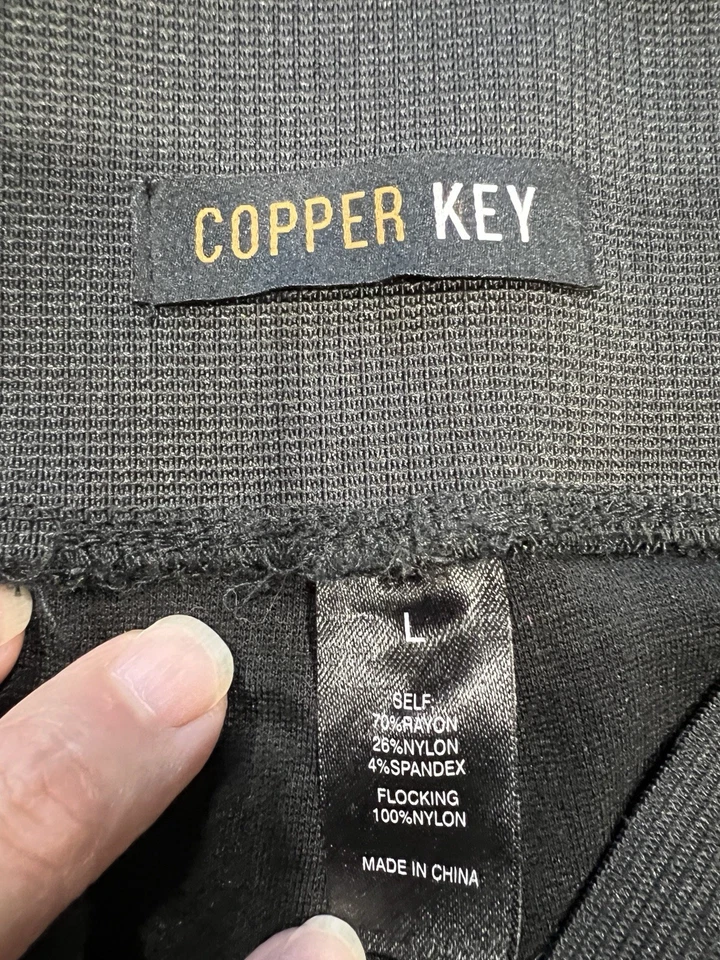 COPPER KEY
L
SELF:
70%RAYON
26%NYLON
4%SPANDEX
FLOCKING
100%NYLON
MADE IN CHINA